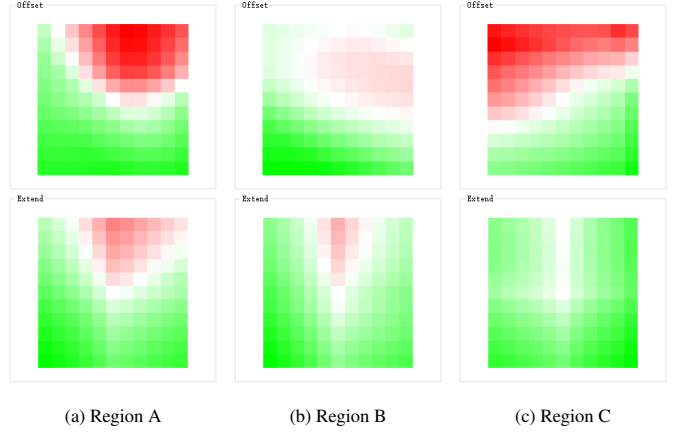 Offset
Offset
Offset
Extend
Extend
Extend
(a) Region A
(b) Region B
(c) Region C